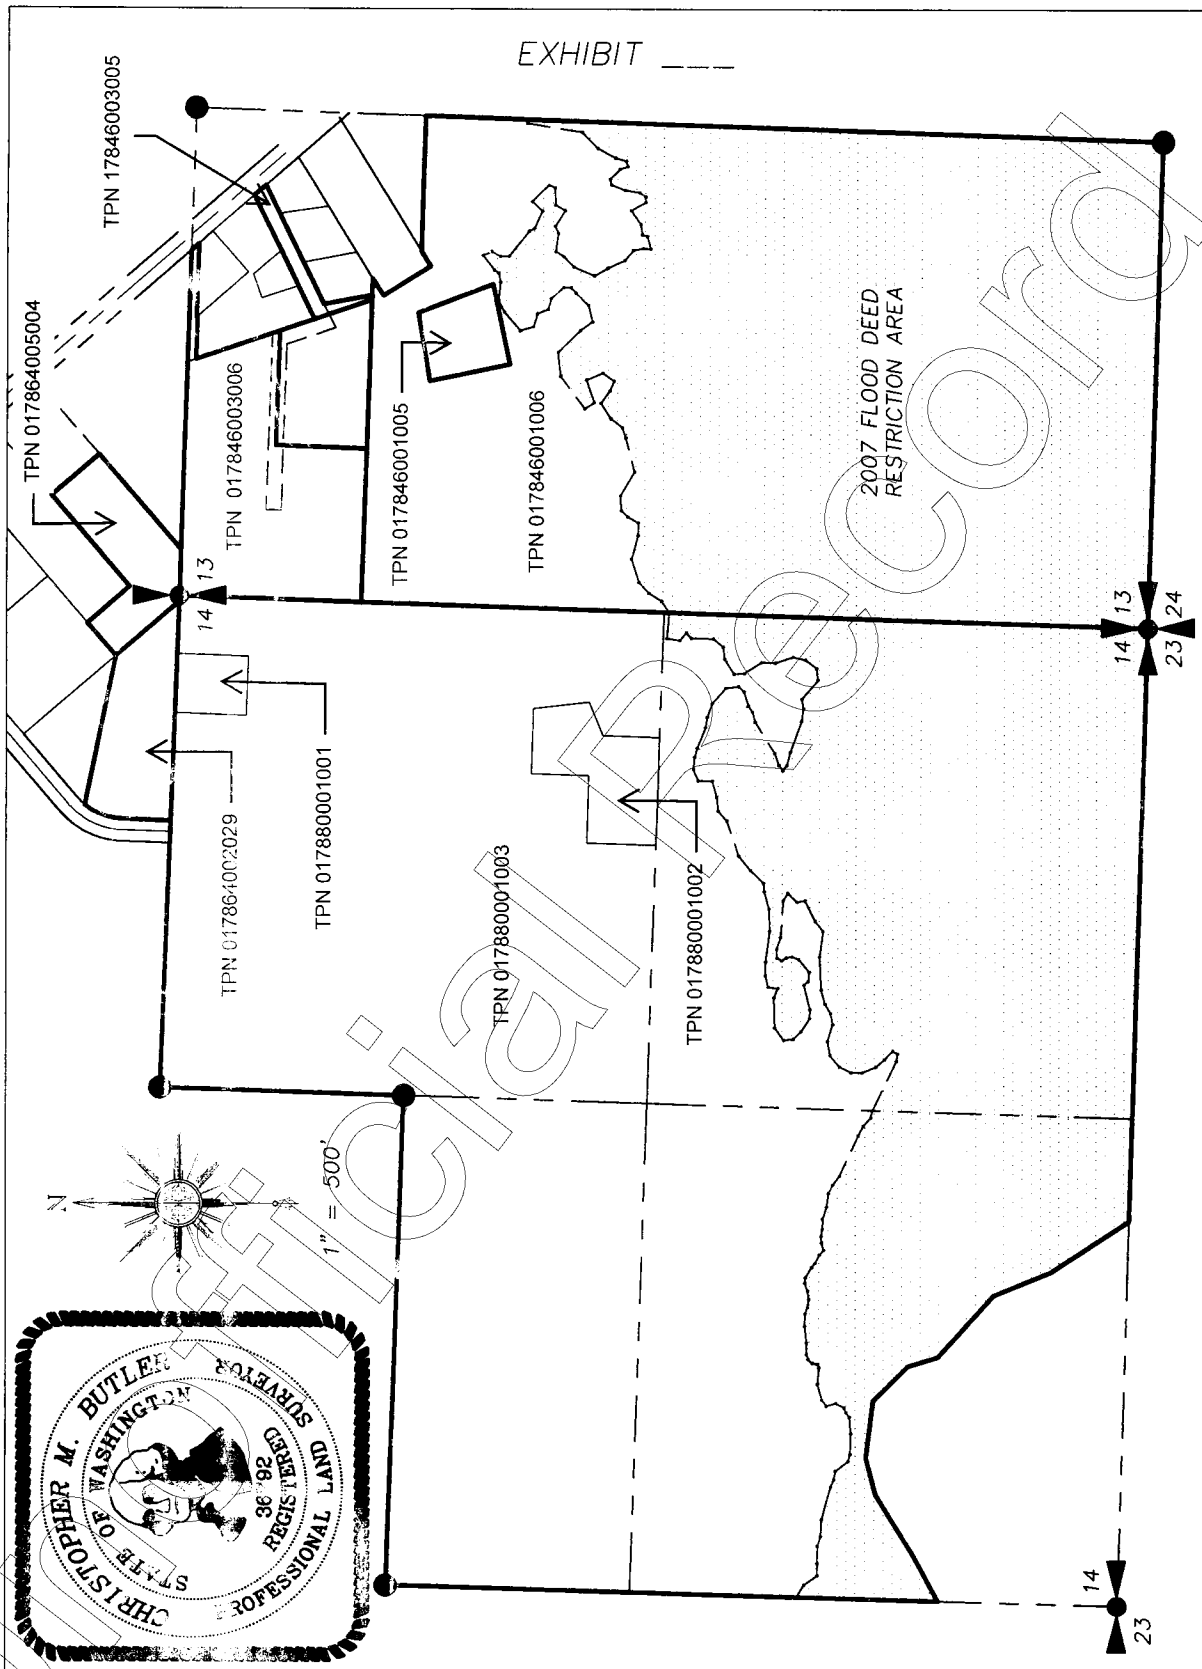 EXHIBIT ___
TPN 17846003005
TPN 017864005004
TPN 017846003006
TPN 017846001005
TPN 017846001006
2007 FLOOD DEED
RESTRICTION AREA
14 13
TPN 017864002029
TPN 017880001001
TPN 017880001003
TPN 017880001002
14 13
23 24
N
1" = 500'
CHRISTOPHER M. BUTLER
STATE OF WASHINGTON
REGISTERED
PROFESSIONAL LAND SURVEYOR
14
23
fficial Record